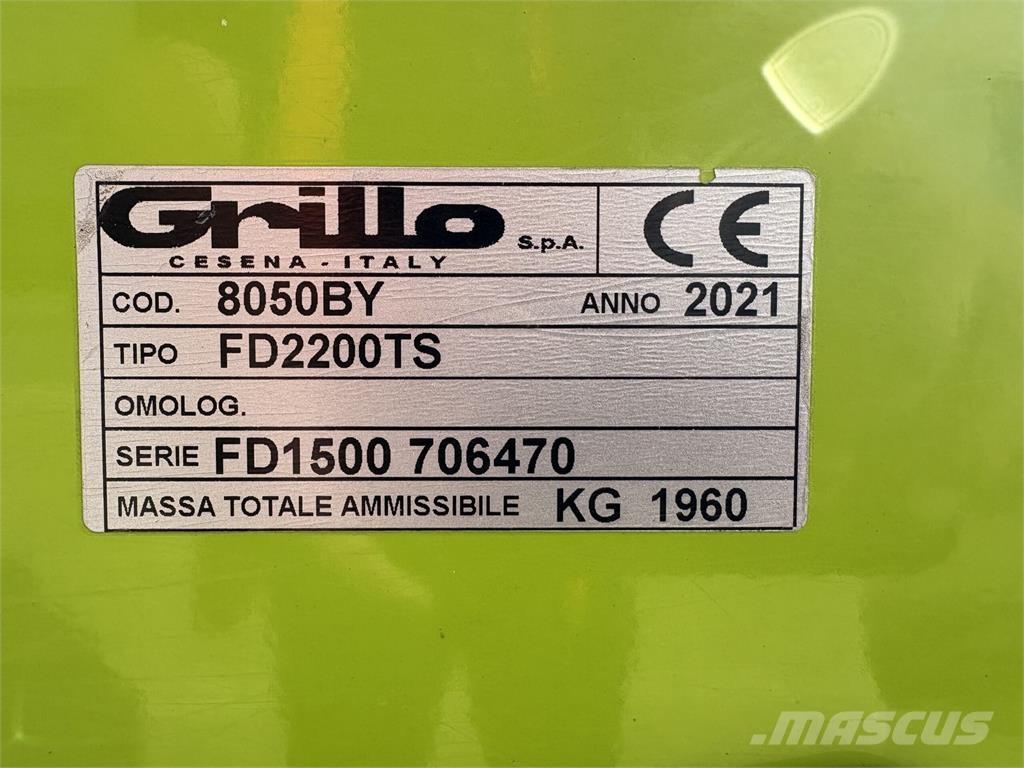 Grillo S.p.A. CE
CESENA - ITALY
COD. 8050BY ANNO 2021
TIPO FD2200TS
OMOLOG.
SERIE FD1500 706470
MASSA TOTALE AMMISSIBILE KG 1960
MASCUS